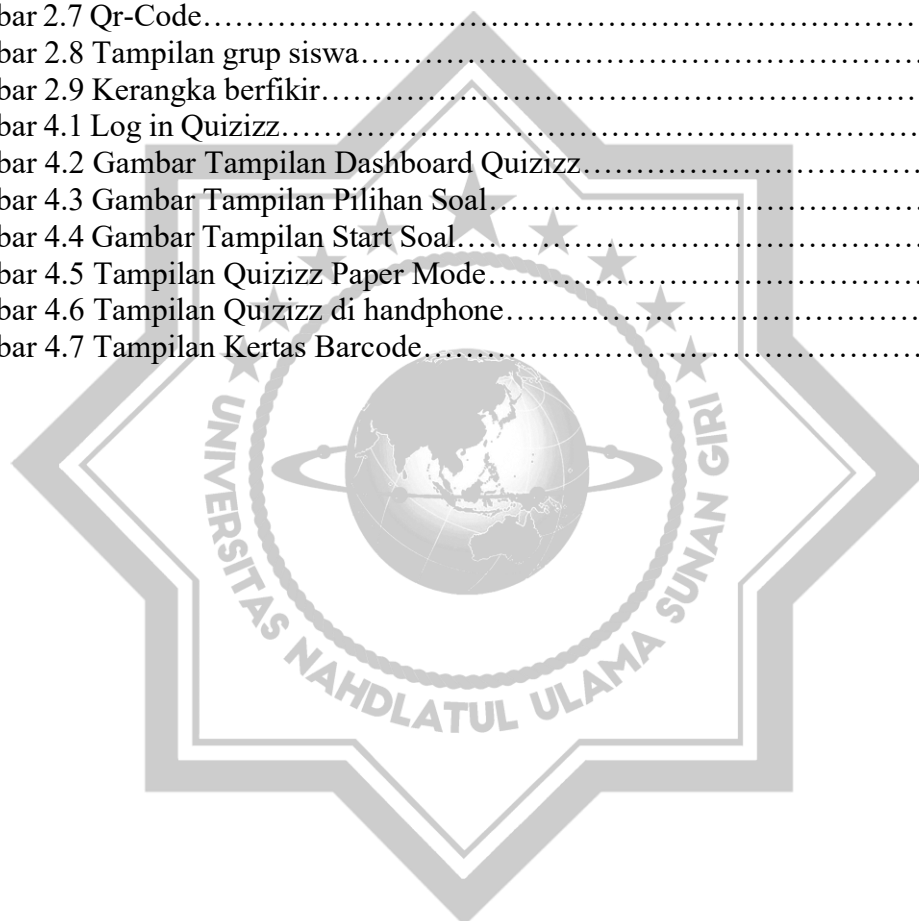 bar 2.7 Qr-Code
bar 2.8 Tampilan grup siswa
bar 2.9 Kerangka berfikir
bar 4.1 Log in Quizizz
bar 4.2 Gambar Tampilan Dashboard Quizizz
bar 4.3 Gambar Tampilan Pilihan Soal
bar 4.4 Gambar Tampilan Start Soal
bar 4.5 Tampilan Quizizz Paper Mode
bar 4.6 Tampilan Quizizz di handphone
bar 4.7 Tampilan Kertas Barcode
UNIVERSITAS NAHDLATUL ULAMA SUNAN GIRI